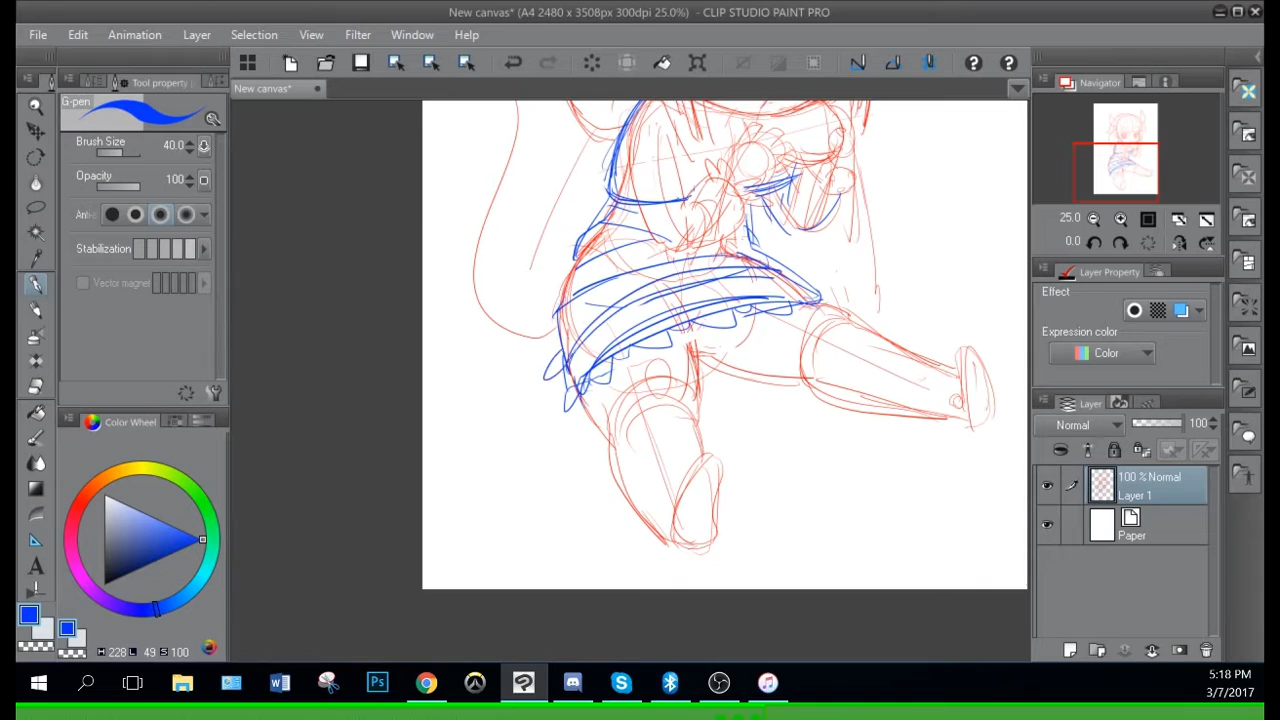 New canvas* (A4 2480 x 3508px 300dpi 25.0%) - CLIP STUDIO PAINT PRO
File Edit Animation Layer Selection View Filter Window Help
Tool property
New canvas*
Navigator
G-pen
Brush Size 40.0
Opacity 100
Anti-
Stabilization
Vector magnet
25.0
0.0
Layer Property
Effect
Expression color
Color
Layer
Normal 100
100 % Normal
Layer 1
Paper
Color Wheel
A
H 228 L 49 S 100
W Ps
5:18 PM
3/7/2017